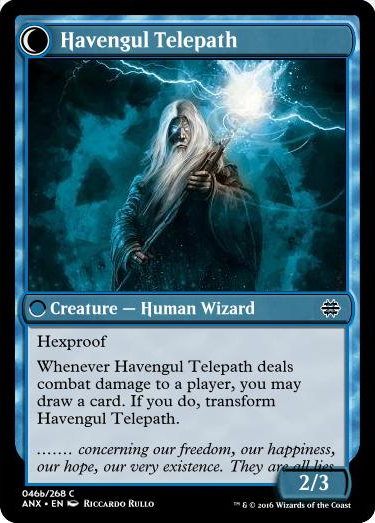 Havengul Telepath
Creature — Human Wizard
Hexproof
Whenever Havengul Telepath deals
combat damage to a player, you may
draw a card. If you do, transform
Havengul Telepath.
....... concerning our freedom, our happiness,
our hope, our very existence. They are all lies
2/3
046b/268 C
ANX • EN Riccardo Rullo
™ & © 2016 Wizards of the Coast